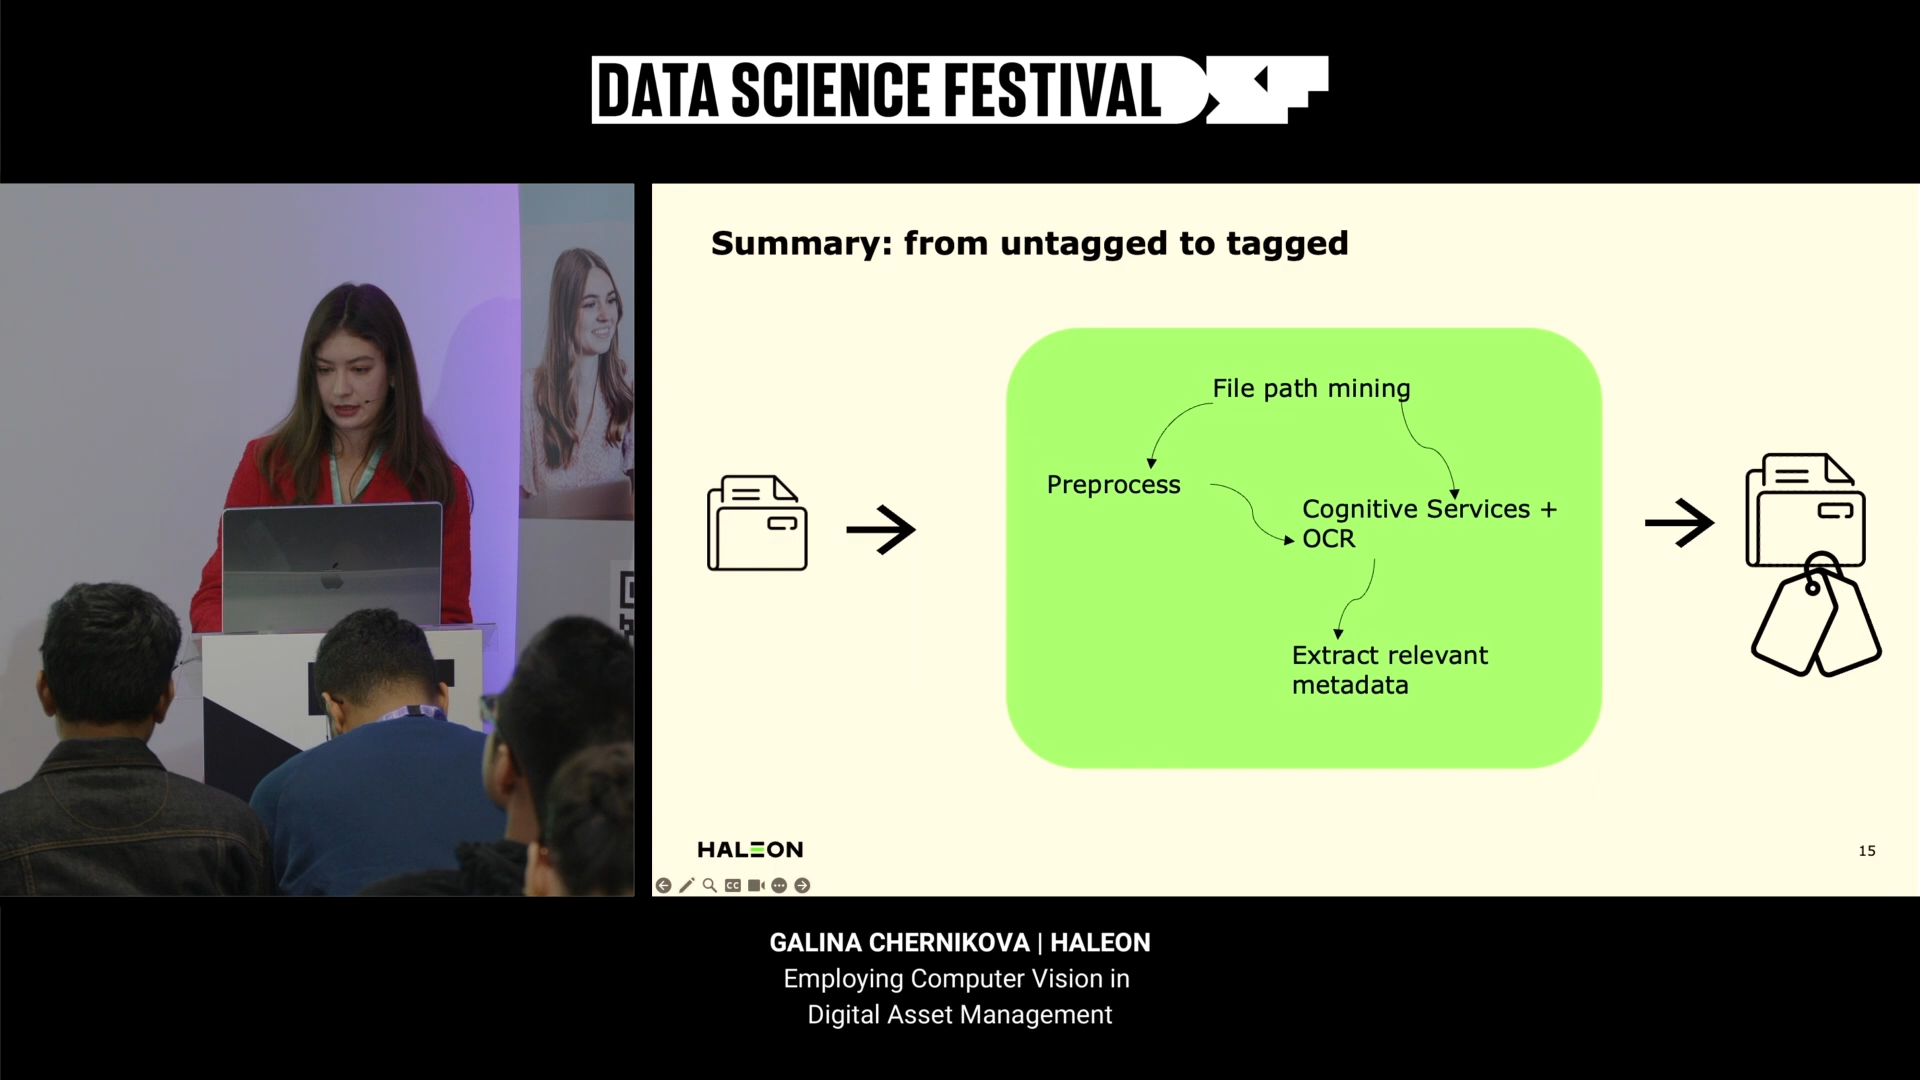 DATA SCIENCE FESTIVAL
Summary: from untagged to tagged
File path mining
Preprocess
Cognitive Services +
OCR
Extract relevant
metadata
HALEON
15
CC
GALINA CHERNIKOVA | HALEON
Employing Computer Vision in
Digital Asset Management